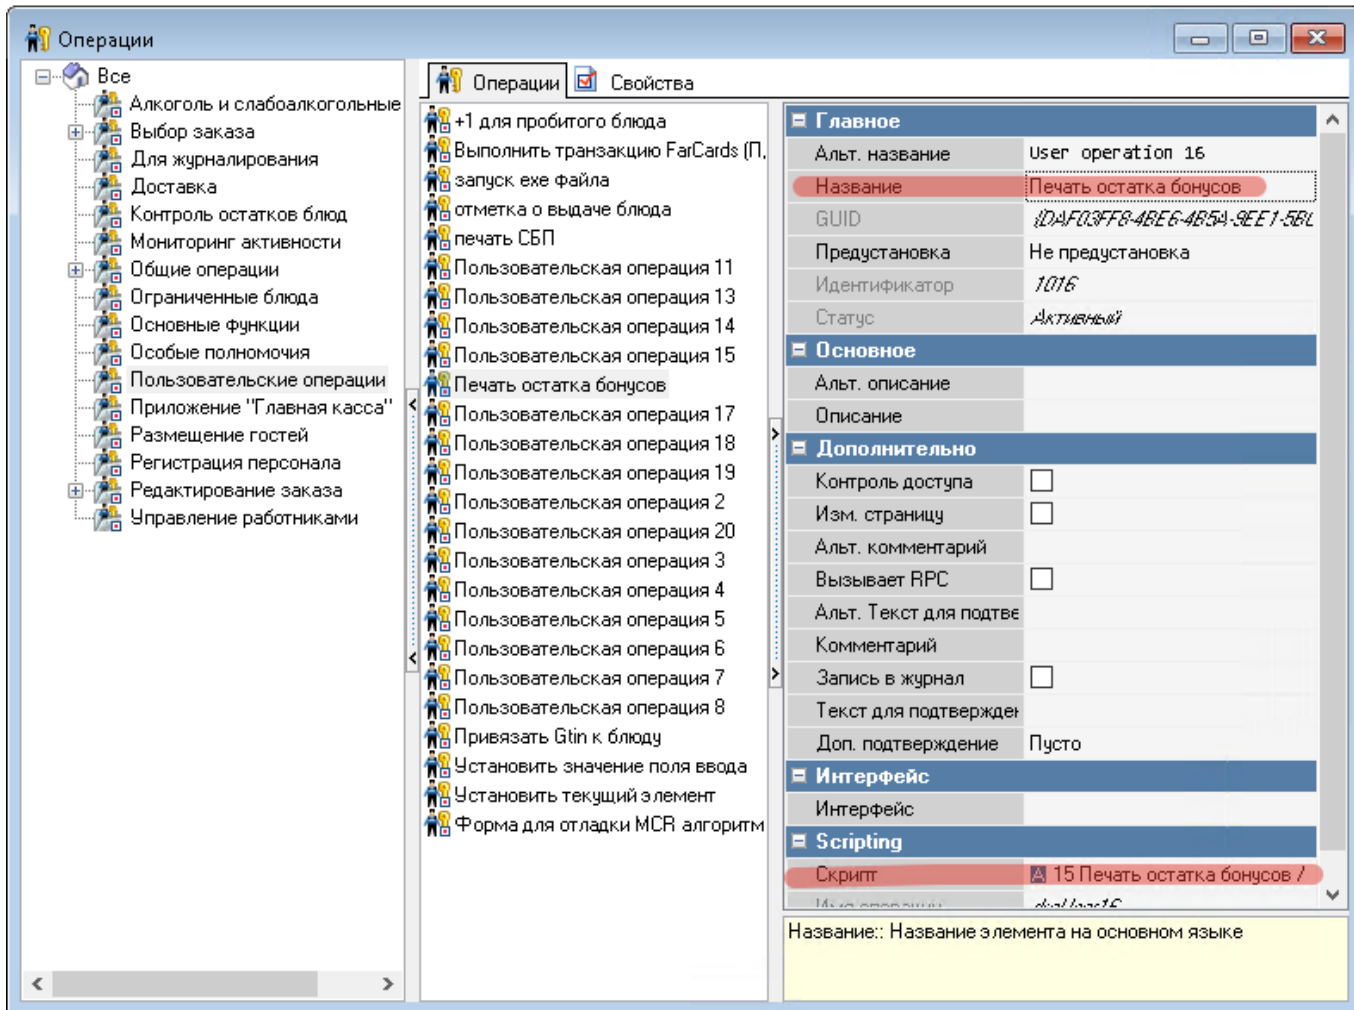 Операции
Все
Алкоголь и слабоалкогольные
Выбор заказа
Для журналирования
Доставка
Контроль остатков блюд
Мониторинг активности
Общие операции
Ограниченные блюда
Основные функции
Особые полномочия
Пользовательские операции
Приложение "Главная касса"
Размещение гостей
Регистрация персонала
Редактирование заказа
Управление работниками
Операции
Свойства
+1 для пробитого блюда
Выполнить транзакцию FarCards (П,
запуск exe файла
отметка о выдаче блюда
печать СБП
Пользовательская операция 11
Пользовательская операция 13
Пользовательская операция 14
Пользовательская операция 15
Печать остатка бонусов
Пользовательская операция 17
Пользовательская операция 18
Пользовательская операция 19
Пользовательская операция 2
Пользовательская операция 20
Пользовательская операция 3
Пользовательская операция 4
Пользовательская операция 5
Пользовательская операция 6
Пользовательская операция 7
Пользовательская операция 8
Привязать Gtin к блюду
Установить значение поля ввода
Установить текущий элемент
Форма для отладки MCR алгоритм
Главное
Альт. название User operation 16
Название Печать остатка бонусов
GUID {DAF03FF8-4BE6-4B5A-9EE1-5B
Предустановка Не предустановка
Идентификатор 1016
Статус Активный
Основное
Альт. описание
Описание
Дополнительно
Контроль доступа
Изм. страницу
Альт. комментарий
Вызывает RPC
Альт. Текст для подтве
Комментарий
Запись в журнал
Текст для подтвержден
Доп. подтверждение Пусто
Интерфейс
Интерфейс
Scripting
Скрипт A 15 Печать остатка бонусов /
Название:: Название элемента на основном языке